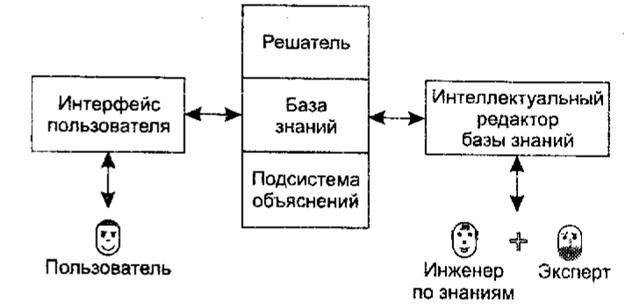 Решатель
Интерфейс
пользователя
База
знаний
Интеллектуальный
редактор
базы знаний
Подсистема
объяснений
Пользователь
Инженер
по знаниям
Эксперт